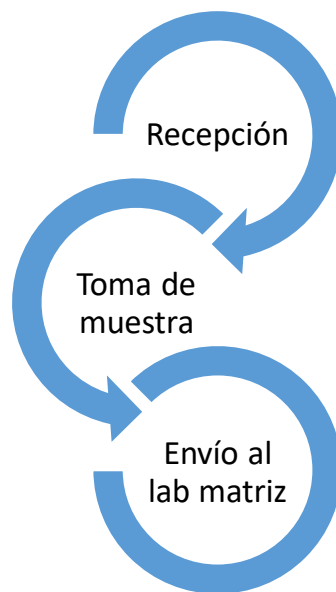 Recepción
Toma de
muestra
Envío al
lab matriz